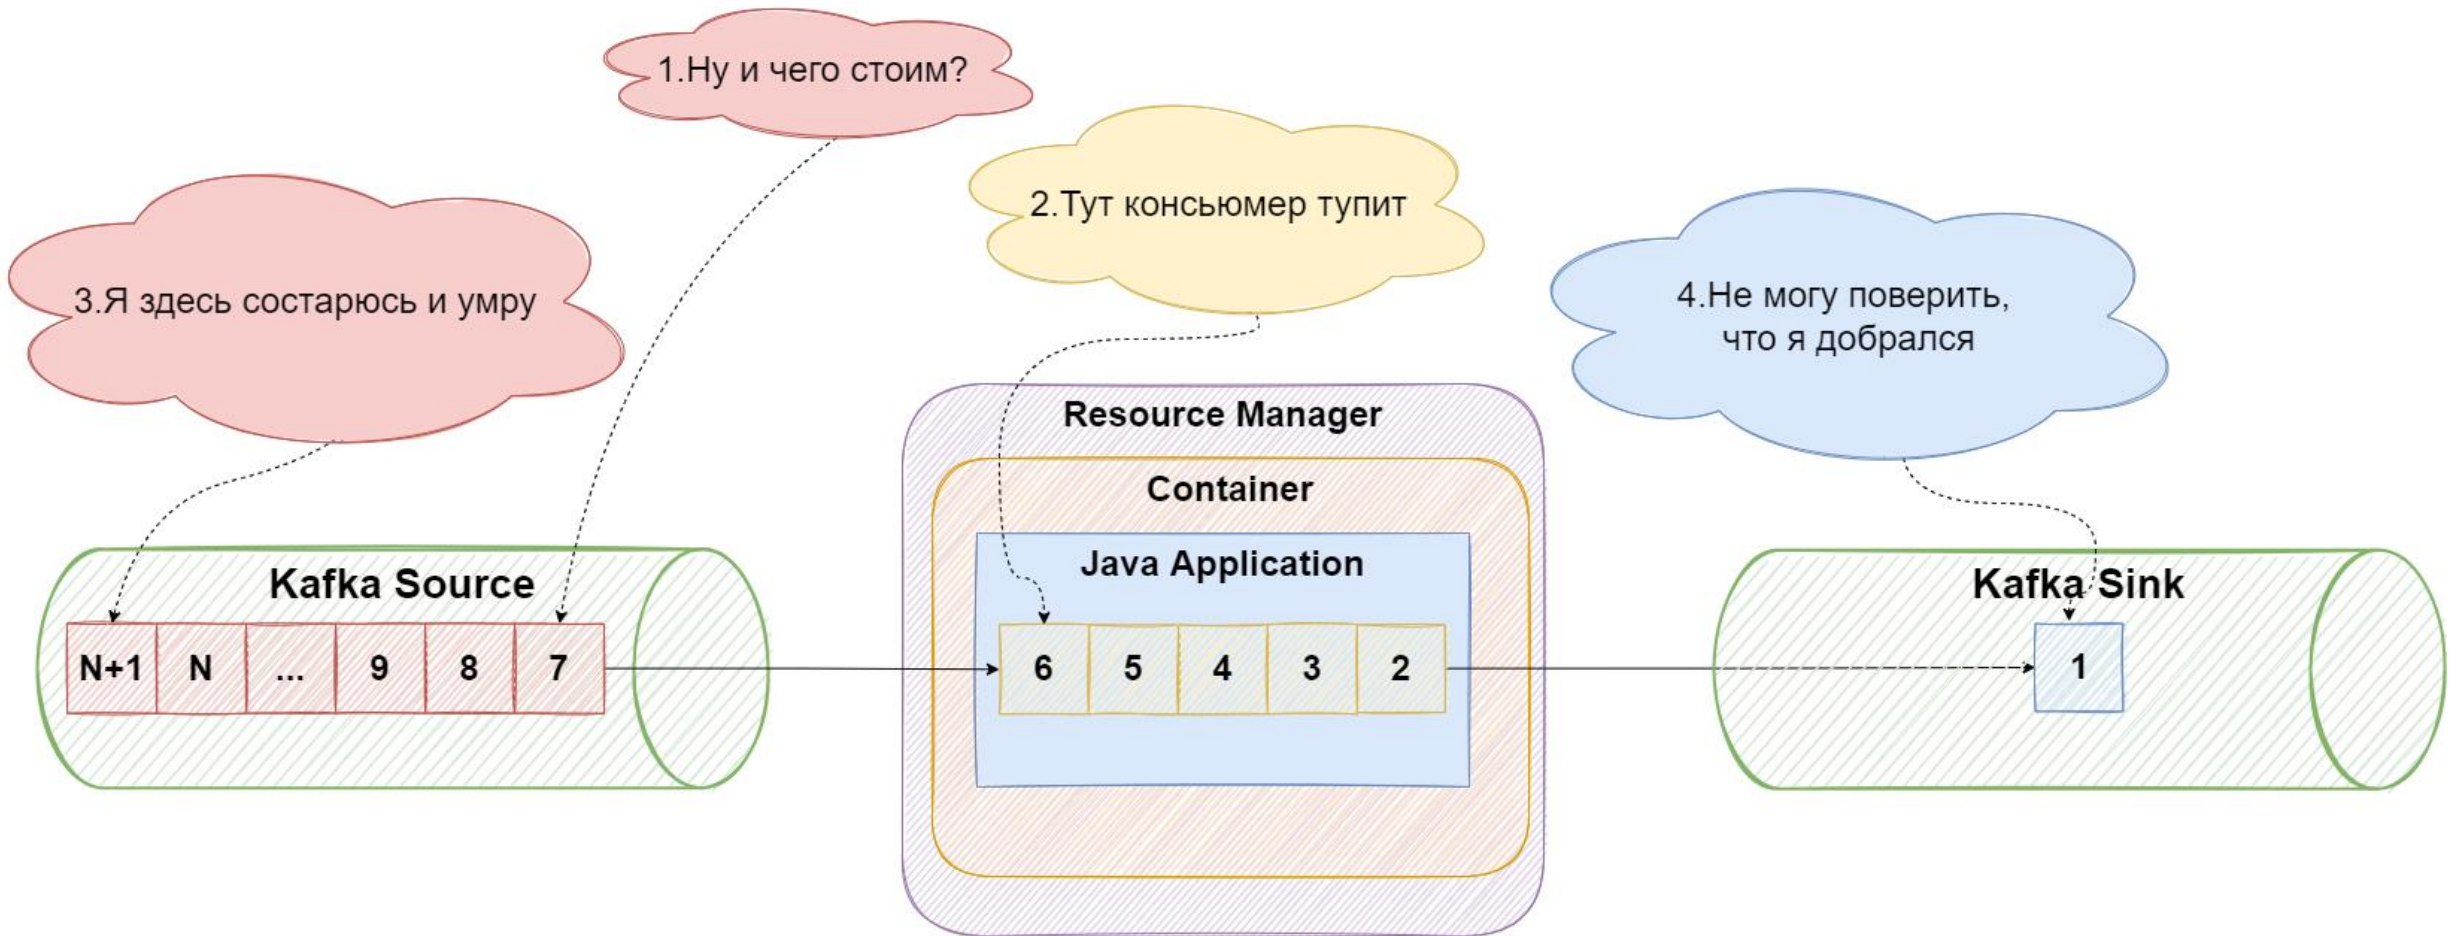 1.Ну и чего стоим?
2.Тут консьюмер тупит
3.Я здесь состарюсь и умру
4.Не могу поверить,
что я добрался
Resource Manager
Container
Java Application
Kafka Source
Kafka Sink
N+1 N ... 9 8 7
6 5 4 3 2
1